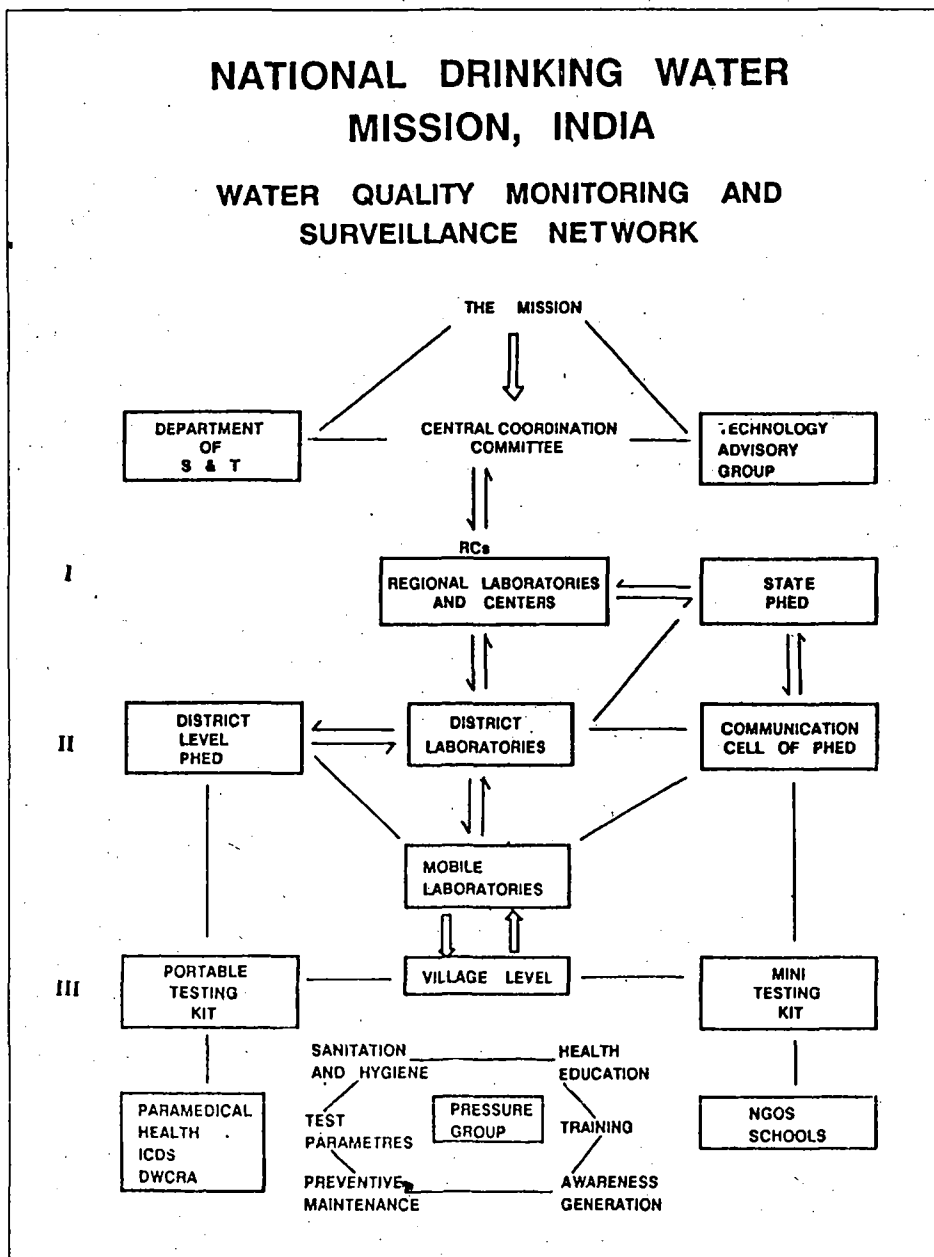 NATIONAL DRINKING WATER
MISSION, INDIA
WATER QUALITY MONITORING AND
SURVEILLANCE NETWORK
THE MISSION
DEPARTMENT
OF
S & T
CENTRAL COORDINATION
COMMITTEE
TECHNOLOGY
ADVISORY
GROUP
I
RCs
REGIONAL LABORATORIES
AND CENTERS
STATE
PHED
II
DISTRICT
LEVEL
PHED
DISTRICT
LABORATORIES
COMMUNICATION
CELL OF PHED
MOBILE
LABORATORIES
III
PORTABLE
TESTING
KIT
VILLAGE LEVEL
MINI
TESTING
KIT
PARAMEDICAL
HEALTH
ICDS
DWCRA
SANITATION
AND HYGIENE
HEALTH
EDUCATION
TEST
PARAMETRES
PRESSURE
GROUP
TRAINING
PREVENTIVE
MAINTENANCE
AWARENESS
GENERATION
NGOS
SCHOOLS